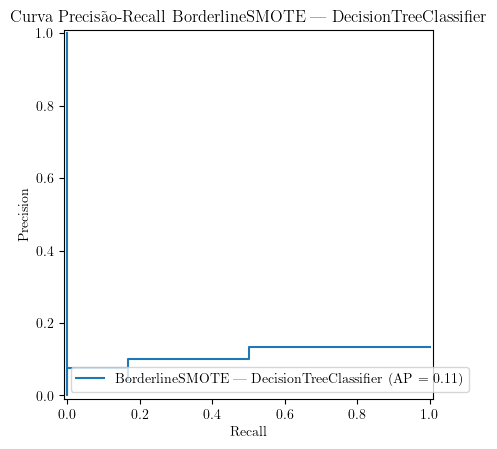 Curva Precisão-Recall BorderlineSMOTE — DecisionTreeClassifier
1.0
0.8
0.6
0.4
0.2
0.0
Precision
BorderlineSMOTE — DecisionTreeClassifier (AP = 0.11)
0.0 0.2 0.4 0.6 0.8 1.0
Recall